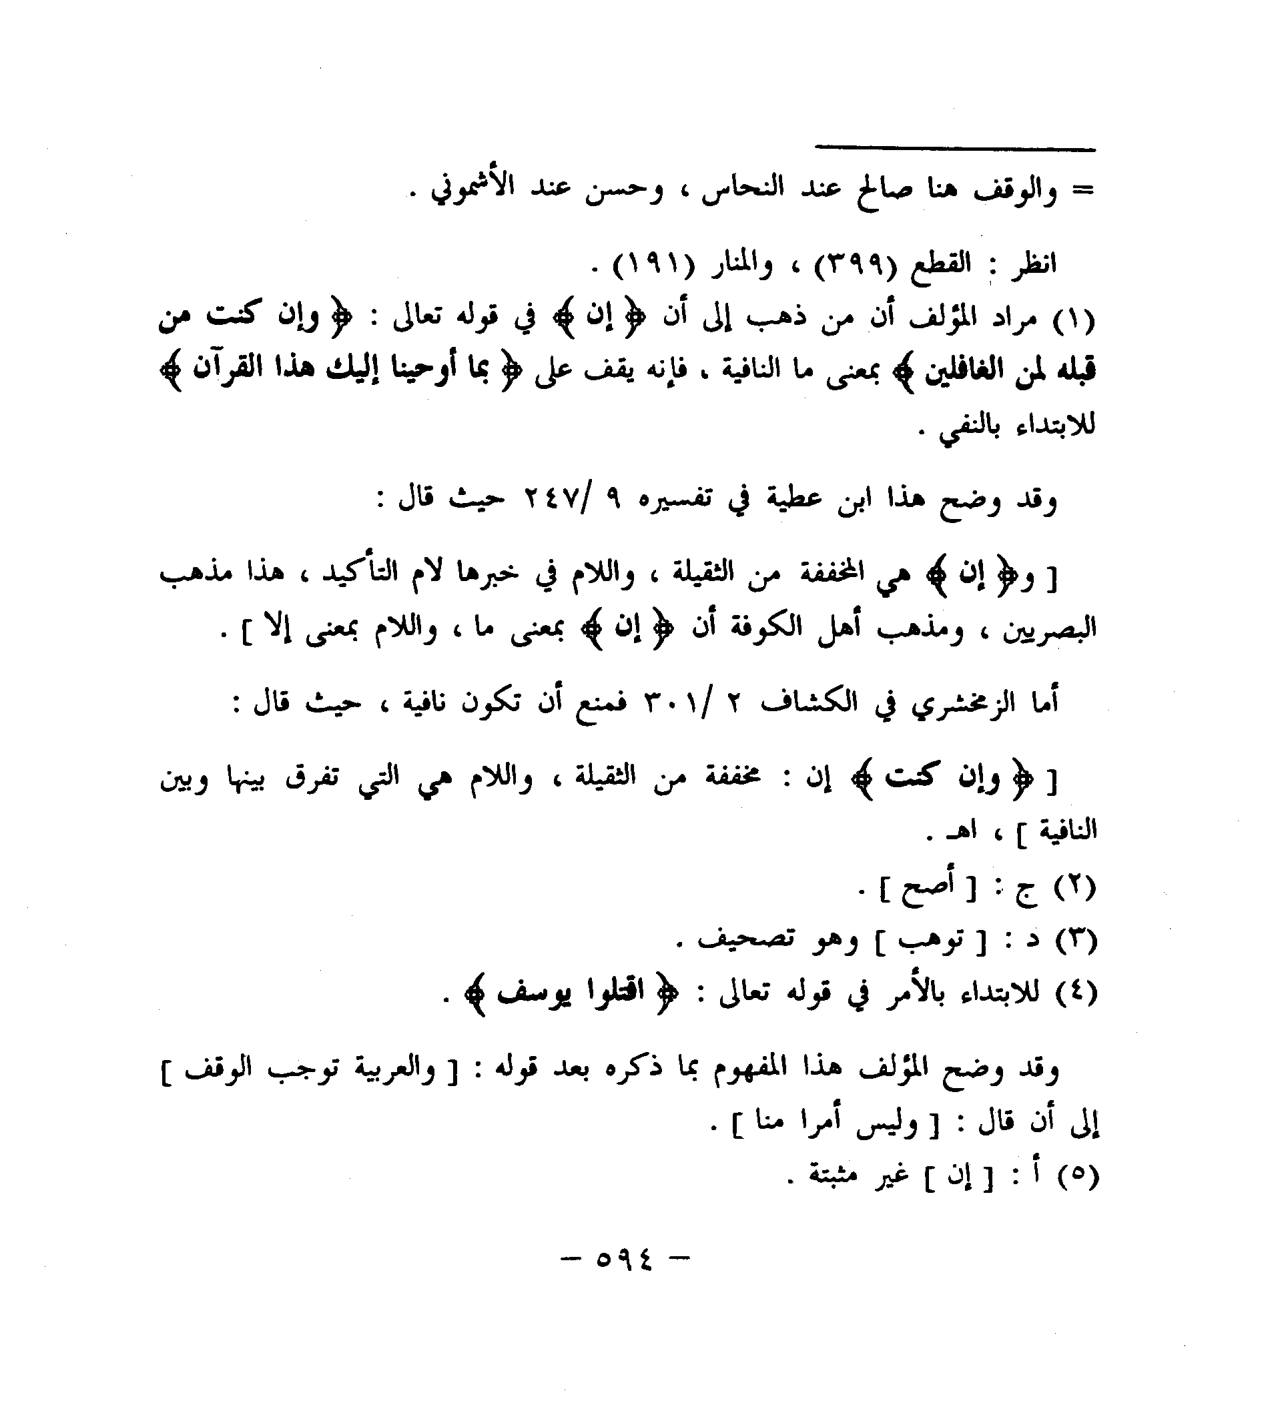 = والوقف هنا صالح عند النحاس ، وحسن عند الأشموني .
انظر : القطع (٣٩٩) ، والمنار (١٩١) .
(١) مراد المؤلف أن من ذهب إلى أن ﴿ إن ﴾ في قوله تعالى : ﴿ وإن كنت من
قبله لمن الغافلين ﴾ بمعنى ما النافية ، فإنه يقف على ﴿ بما أوحينا إليك هذا القرآن ﴾
للابتداء بالنفي .
وقد وضح هذا ابن عطية في تفسيره ٩ /٢٤٧ حيث قال :
[ و﴿ إن ﴾ هي المخففة من الثقيلة ، واللام في خبرها لام التأكيد ، هذا مذهب
البصريين ، ومذهب أهل الكوفة أن ﴿ إن ﴾ بمعنى ما ، واللام بمعنى إلا ] .
أما الزمخشري في الكشاف ٢ /٣٠١ فمنع أن تكون نافية ، حيث قال :
[ ﴿ وإن كنت ﴾ إن : مخففة من الثقيلة ، واللام هي التي تفرق بينها وبين
النافية ] ، اهـ .
(٢) ج : [ أصح ] .
(٣) د : [ توهب ] وهو تصحيف .
(٤) للابتداء بالأمر في قوله تعالى : ﴿ اقتلوا يوسف ﴾ .
وقد وضح المؤلف هذا المفهوم بما ذكره بعد قوله : [ والعربية توجب الوقف ]
إلى أن قال : [ وليس أمرا منا ] .
(٥) أ : [ إن ] غير مثبتة .
– ٥٩٤ –